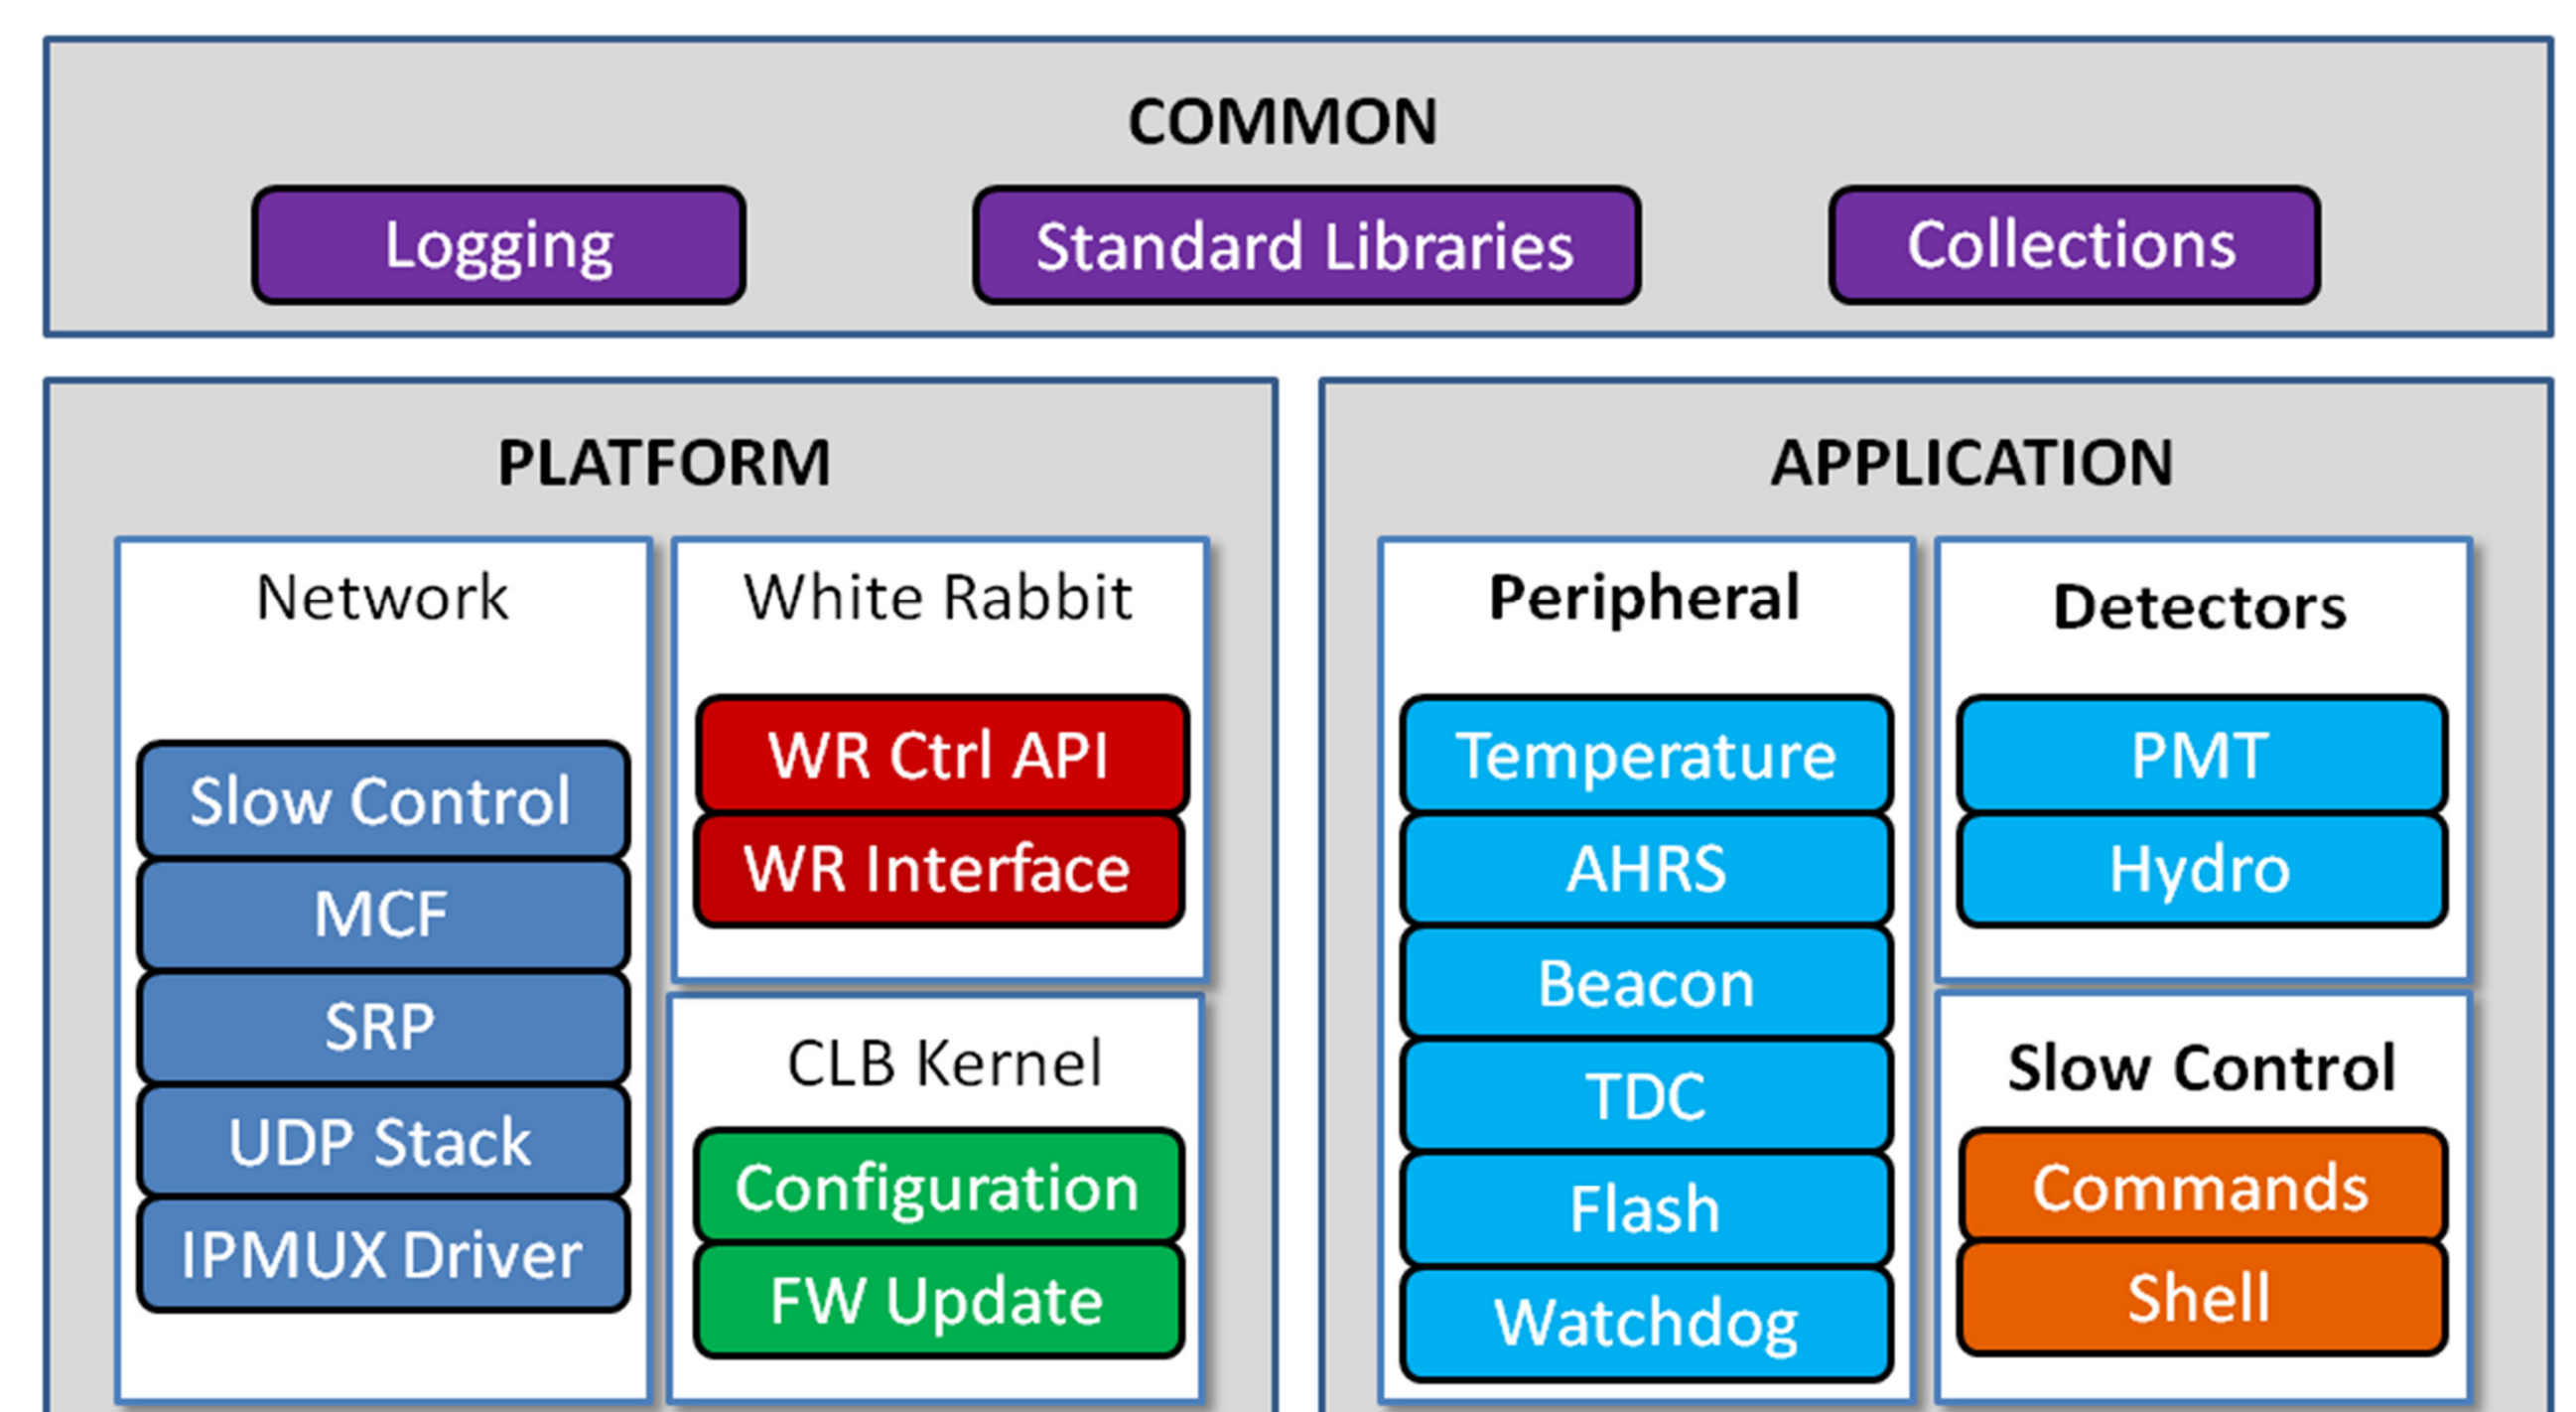 COMMON
Logging
Standard Libraries
Collections
PLATFORM
Network
Slow Control
MCF
SRP
UDP Stack
IPMUX Driver
White Rabbit
WR Ctrl API
WR Interface
CLB Kernel
Configuration
FW Update
APPLICATION
Peripheral
Temperature
AHRS
Beacon
TDC
Flash
Watchdog
Detectors
PMT
Hydro
Slow Control
Commands
Shell